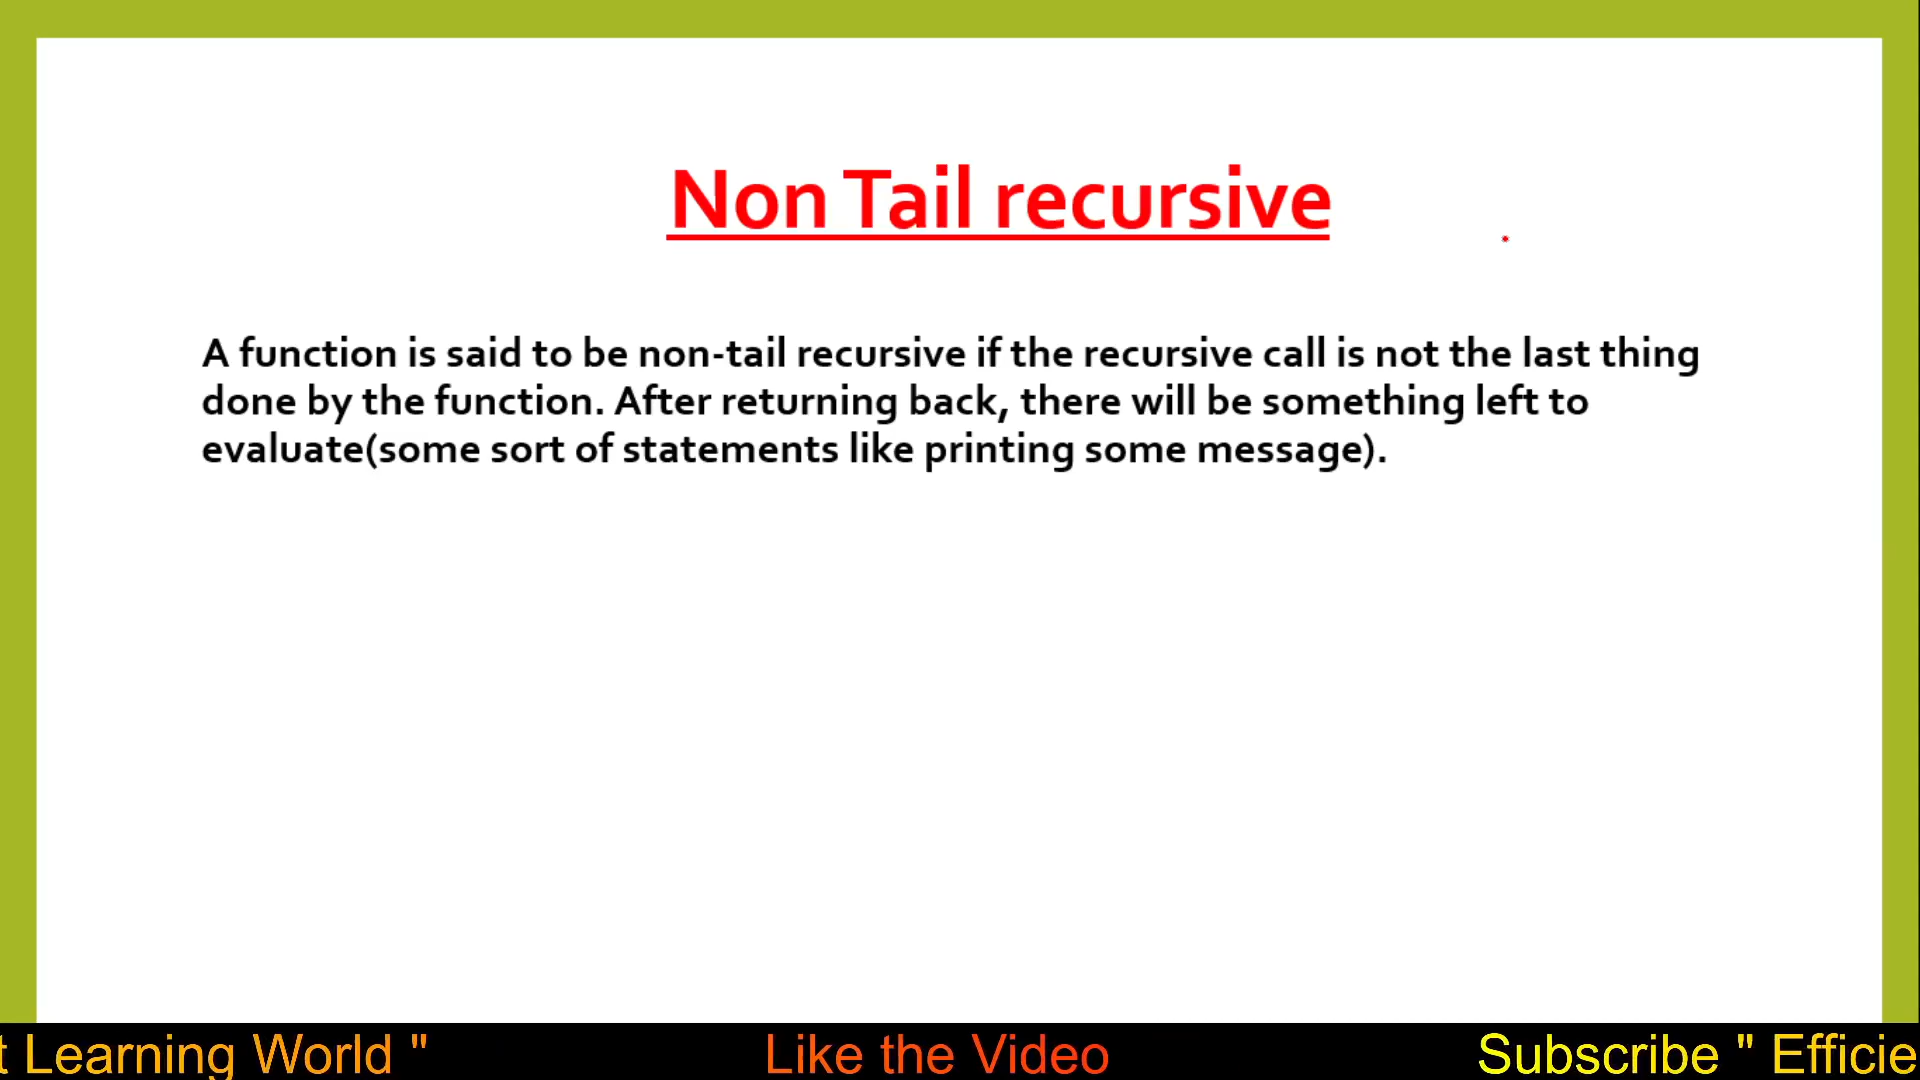 Non Tail recursive
A function is said to be non-tail recursive if the recursive call is not the last thing
done by the function. After returning back, there will be something left to
evaluate(some sort of statements like printing some message).
t Learning World " Like the Video Subscribe " Efficie